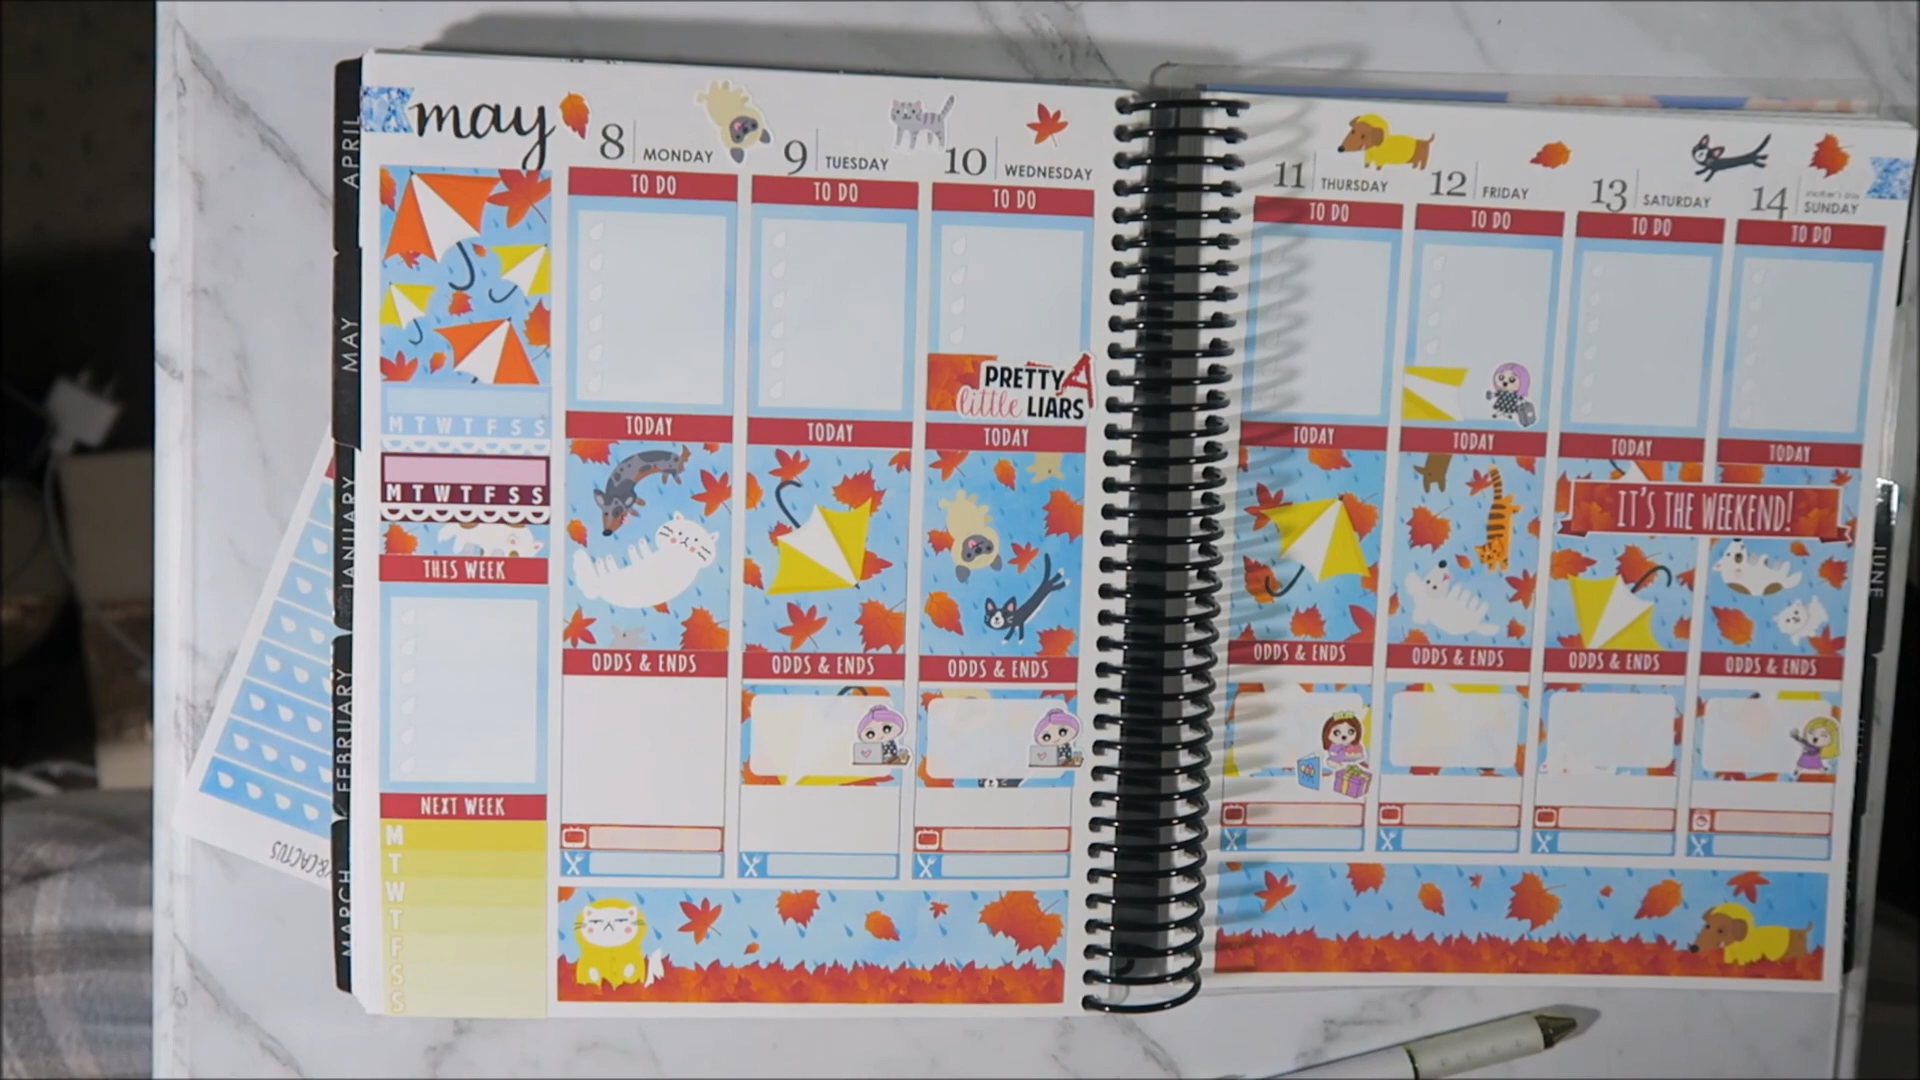 may
8 MONDAY
9 TUESDAY
10 WEDNESDAY
11 THURSDAY
12 FRIDAY
13 SATURDAY
14 SUNDAY
TO DO
TO DO
TO DO
TO DO
TO DO
TO DO
TO DO
PRETTY A
little LIARS
TODAY
TODAY
TODAY
TODAY
TODAY
TODAY
TODAY
IT'S THE WEEKEND!
ODDS & ENDS
ODDS & ENDS
ODDS & ENDS
ODDS & ENDS
ODDS & ENDS
ODDS & ENDS
ODDS & ENDS
M T W T F S S
M T W T F S S
THIS WEEK
NEXT WEEK
M
T
W
T
F
S
S
APRIL
MAY
JANUARY
FEBRUARY
MARCH
JUNE
CACTUS